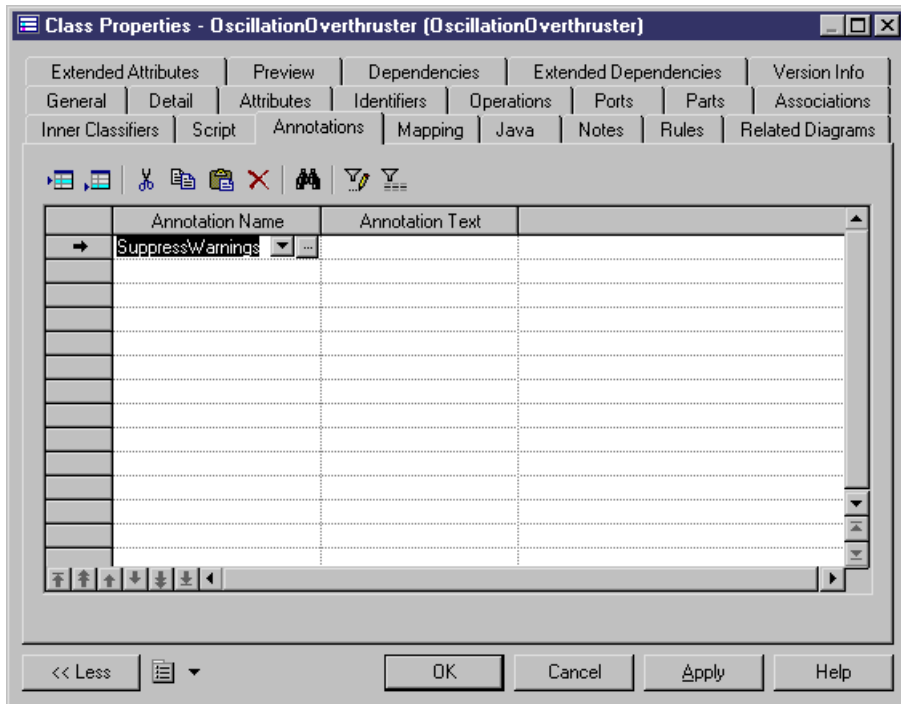 Class Properties - OscillationOverthruster (OscillationOverthruster)
Extended Attributes Preview Dependencies Extended Dependencies Version Info
General Detail Attributes Identifiers Operations Ports Parts Associations
Inner Classifiers Script Annotations Mapping Java Notes Rules Related Diagrams
Annotation Name Annotation Text
SuppressWarnings ...
<< Less OK Cancel Apply Help